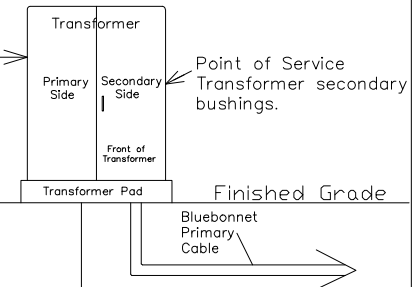 Transformer
Primary
Side
Secondary
Side
Front of
Transformer
Point of Service
Transformer secondary
bushings.
Transformer Pad
Finished Grade
Bluebonnet
Primary
Cable